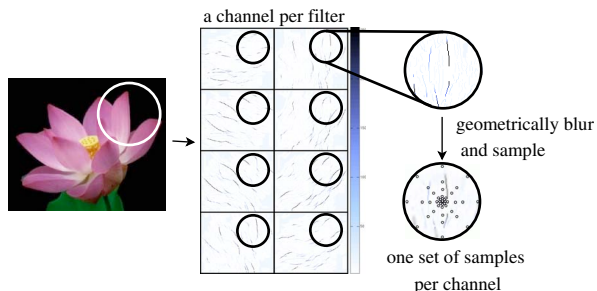 a channel per filter
geometrically blur
and sample
one set of samples
per channel